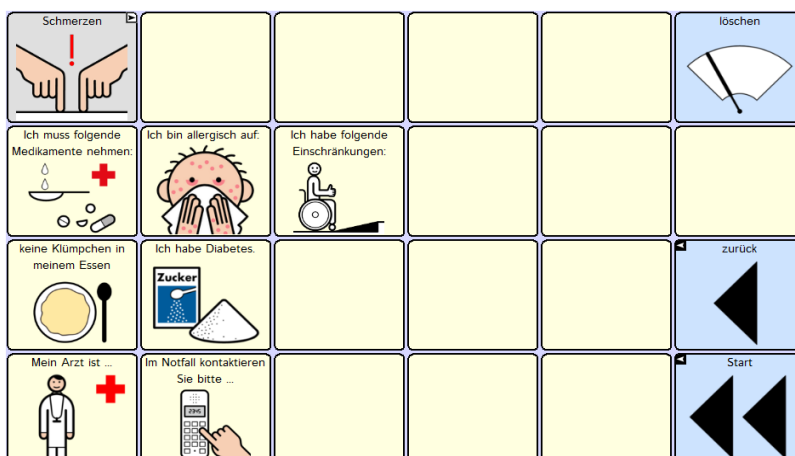 Schmerzen
löschen
Ich muss folgende
Medikamente nehmen:
Ich bin allergisch auf:
Ich habe folgende
Einschränkungen:
keine Klümpchen in
meinem Essen
Ich habe Diabetes.
Zucker
zurück
Mein Arzt ist ...
Im Notfall kontaktieren
Sie bitte ...
2345
Start